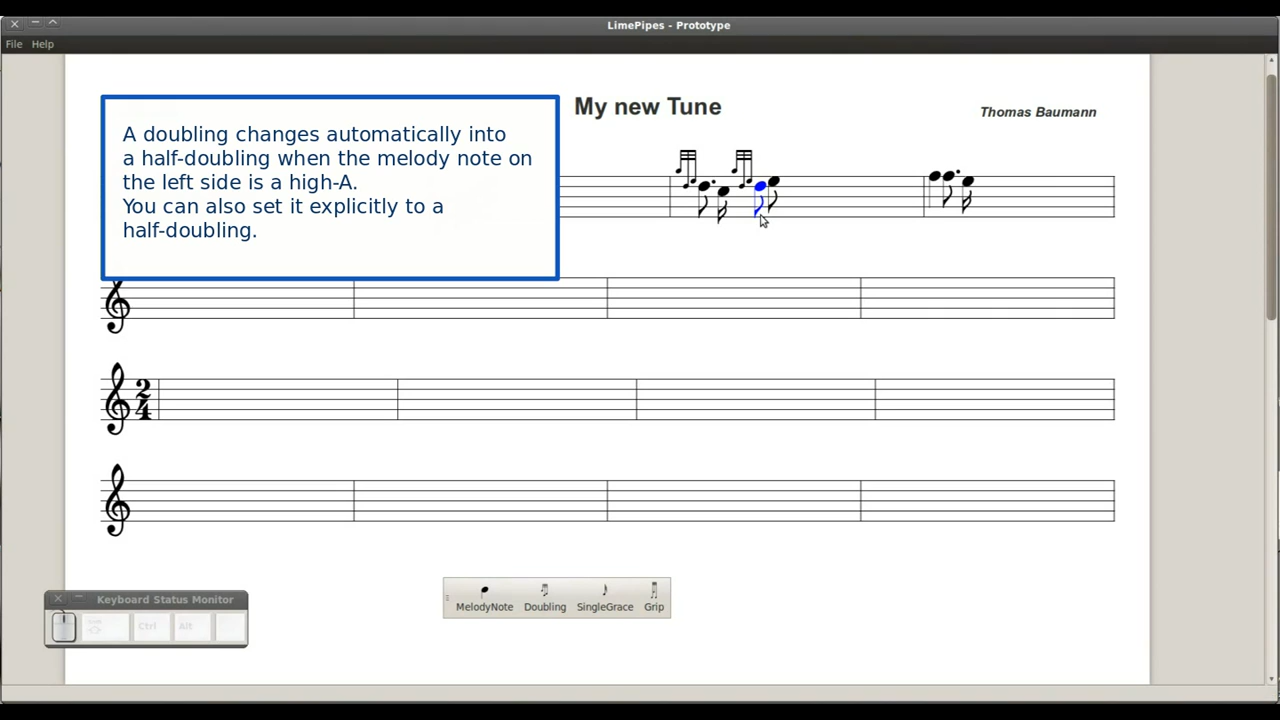 LimePipes - Prototype
File Help
My new Tune
Thomas Baumann
A doubling changes automatically into
a half-doubling when the melody note on
the left side is a high-A.
You can also set it explicitly to a
half-doubling.
2
4
MelodyNote Doubling SingleGrace Grip
Keyboard Status Monitor
Ctrl Alt